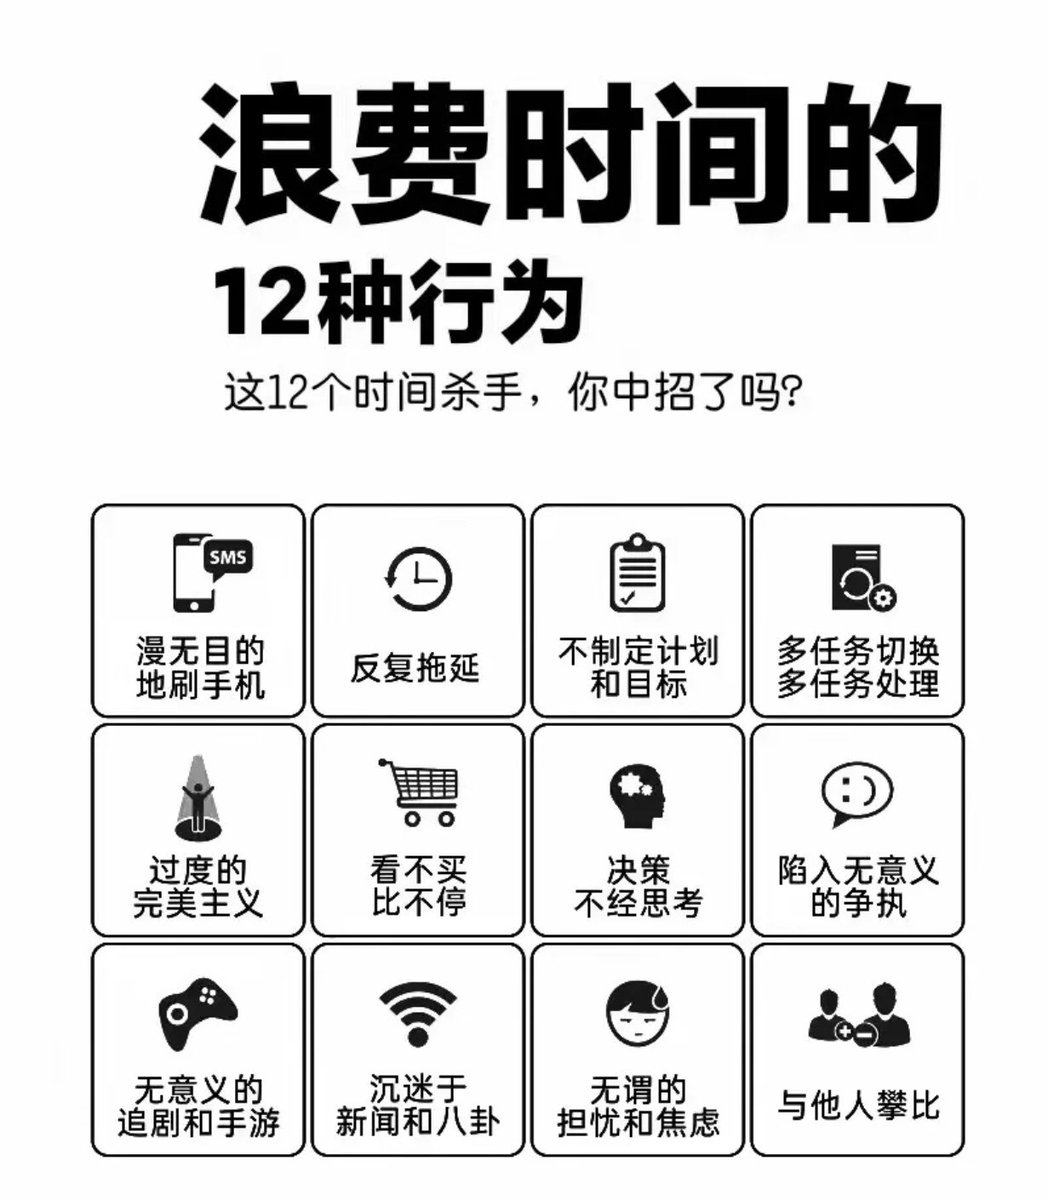 浪费时间的
12种行为
这12个时间杀手，你中招了吗？
SMS
漫无目的
地刷手机
反复拖延
不制定计划
和目标
多任务切换
多任务处理
过度的
完美主义
看不买
比不停
决策
不经思考
:)
陷入无意义
的争执
无意义的
追剧和手游
沉迷于
新闻和八卦
无谓的
担忧和焦虑
与他人攀比